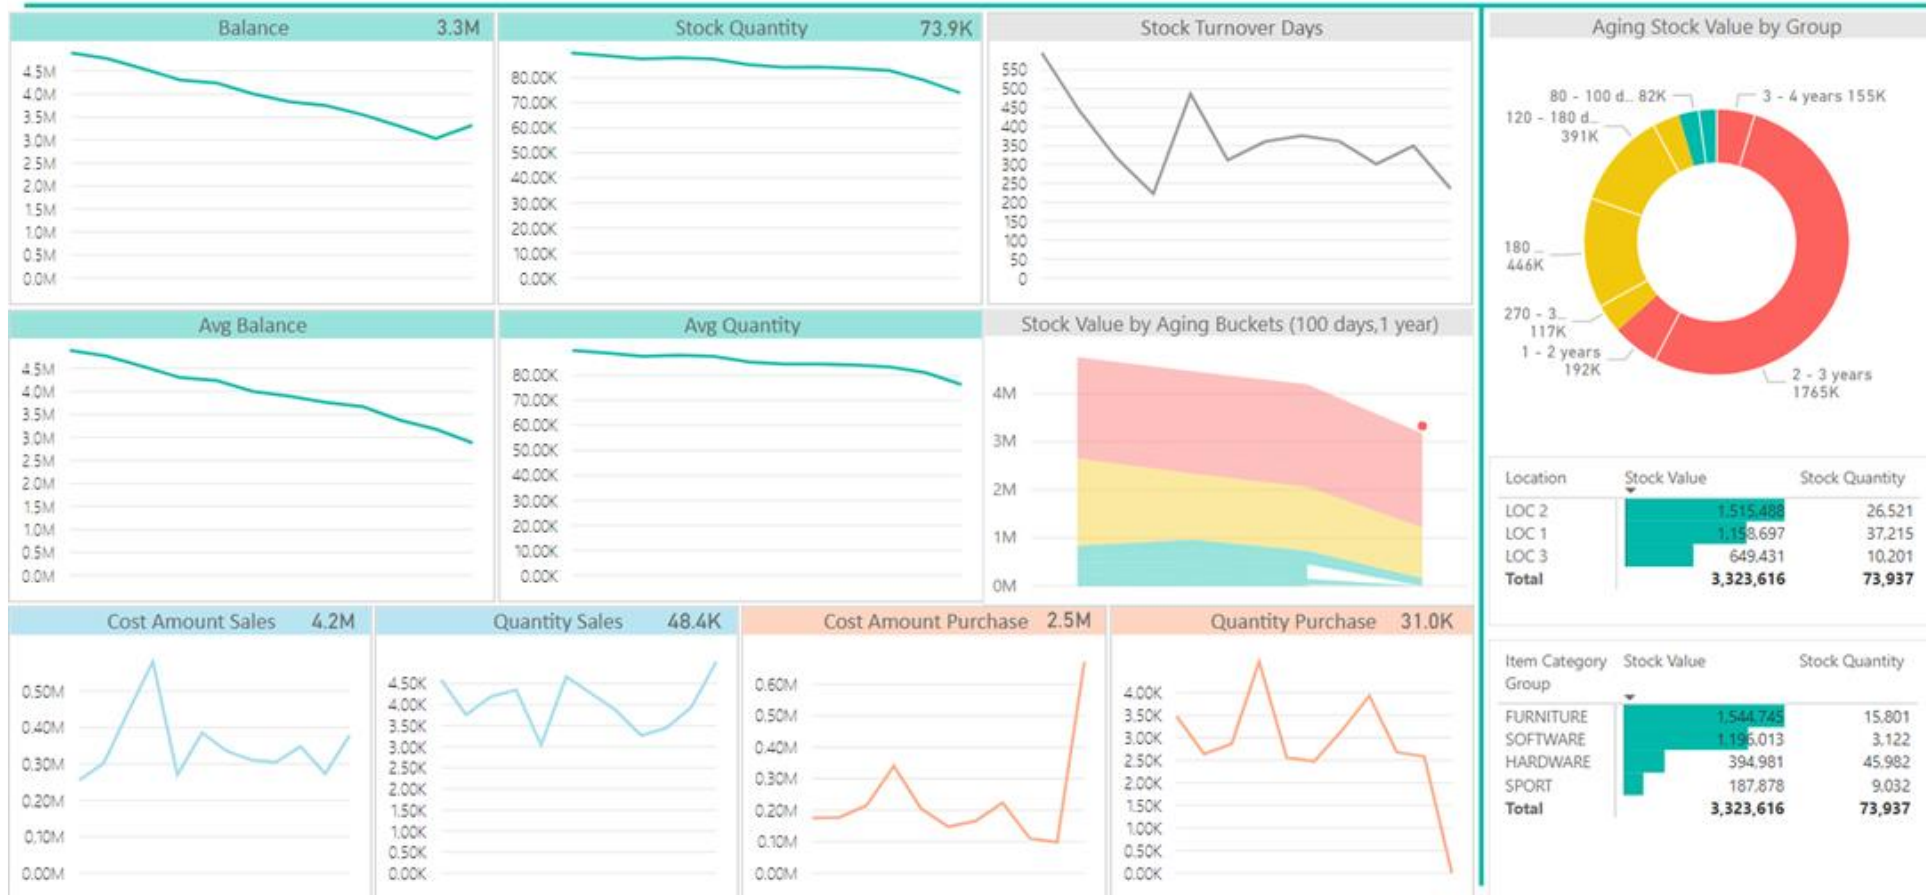 Balance 3.3M
4.5M
4.0M
3.5M
3.0M
2.5M
2.0M
1.5M
1.0M
0.5M
0.0M
Stock Quantity 73.9K
80.00K
70.00K
60.00K
50.00K
40.00K
30.00K
20.00K
10.00K
0.00K
Stock Turnover Days
550
500
450
400
350
300
250
200
150
100
50
0
Avg Balance
4.5M
4.0M
3.5M
3.0M
2.5M
2.0M
1.5M
1.0M
0.5M
0.0M
Avg Quantity
80.00K
70.00K
60.00K
50.00K
40.00K
30.00K
20.00K
10.00K
0.00K
Stock Value by Aging Buckets (100 days,1 year)
4M
3M
2M
1M
0M
Cost Amount Sales 4.2M
0.50M
0.40M
0.30M
0.20M
0.10M
0.00M
Quantity Sales 48.4K
4.50K
4.00K
3.50K
3.00K
2.50K
2.00K
1.50K
1.00K
0.50K
0.00K
Cost Amount Purchase 2.5M
0.60M
0.50M
0.40M
0.30M
0.20M
0.10M
0.00M
Quantity Purchase 31.0K
4.00K
3.50K
3.00K
2.50K
2.00K
1.50K
1.00K
0.50K
0.00K
Aging Stock Value by Group
80 - 100 d... 82K
3 - 4 years 155K
120 - 180 d...
391K
180 ...
446K
270 - 3...
117K
1 - 2 years
192K
2 - 3 years
1765K
Location Stock Value Stock Quantity
LOC 2 1,515,488 26,521
LOC 1 1,158,697 37,215
LOC 3 649,431 10,201
Total 3,323,616 73,937
Item Category Stock Value Stock Quantity
Group
FURNITURE 1,544,745 15,801
SOFTWARE 1,196,013 3,122
HARDWARE 394,981 45,982
SPORT 187,878 9,032
Total 3,323,616 73,937